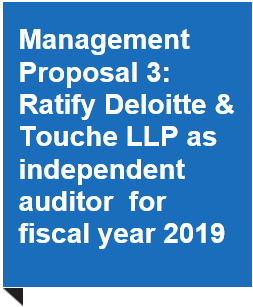 Management
Proposal 3:
Ratify Deloitte &
Touche LLP as
independent
auditor  for
fiscal year 2019